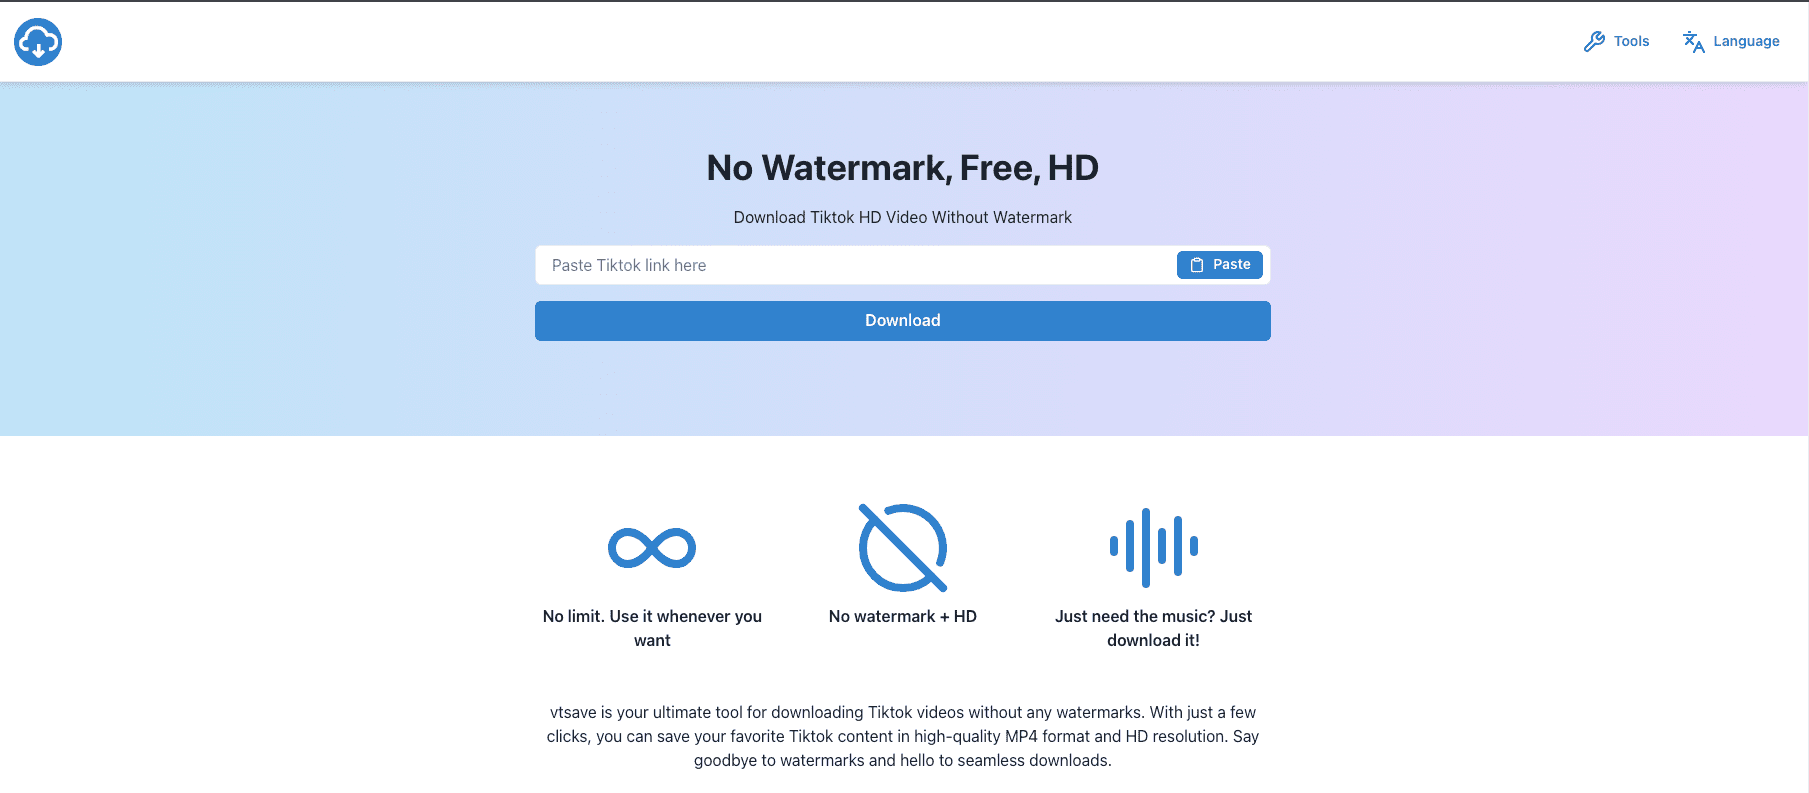 Tools
Language
No Watermark, Free, HD
Download Tiktok HD Video Without Watermark
Paste Tiktok link here
Paste
Download
No limit. Use it whenever you
want
No watermark + HD
Just need the music? Just
download it!
vtsave is your ultimate tool for downloading Tiktok videos without any watermarks. With just a few
clicks, you can save your favorite Tiktok content in high-quality MP4 format and HD resolution. Say
goodbye to watermarks and hello to seamless downloads.